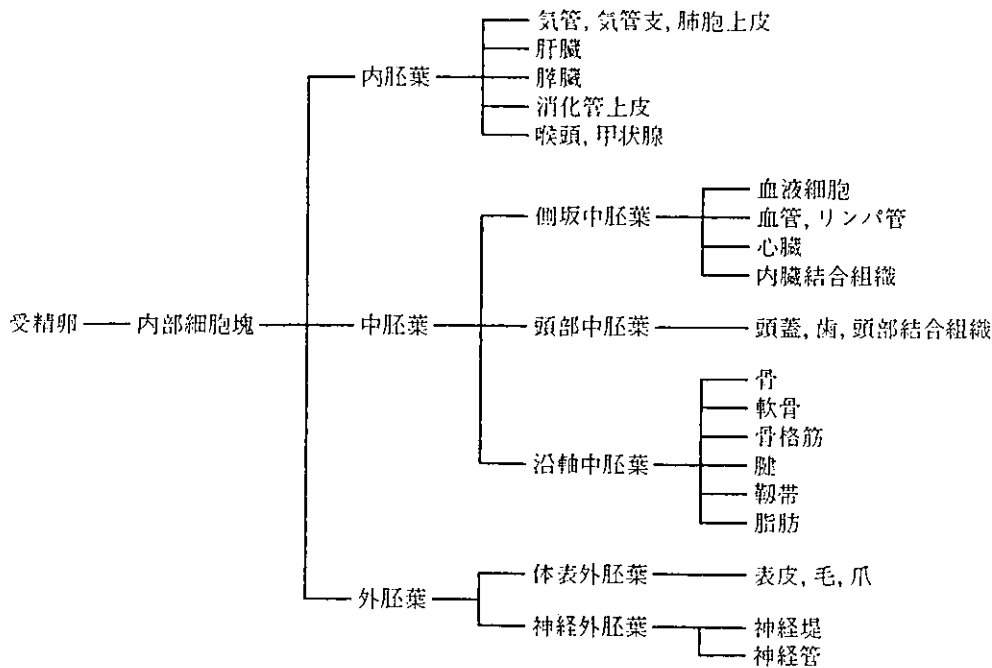 気管, 気管支, 肺胞上皮
肝臓
内胚葉
膵臓
消化管上皮
喉頭, 甲状腺
血液細胞
側坂中胚葉
血管, リンパ管
心臓
内臓結合組織
受精卵 内部細胞塊 中胚葉 頭部中胚葉 頭蓋, 歯, 頭部結合組織
骨
軟骨
骨格筋
沿軸中胚葉
腱
靱帯
脂肪
体表外胚葉
表皮, 毛, 爪
外胚葉
神経外胚葉
神経堤
神経管